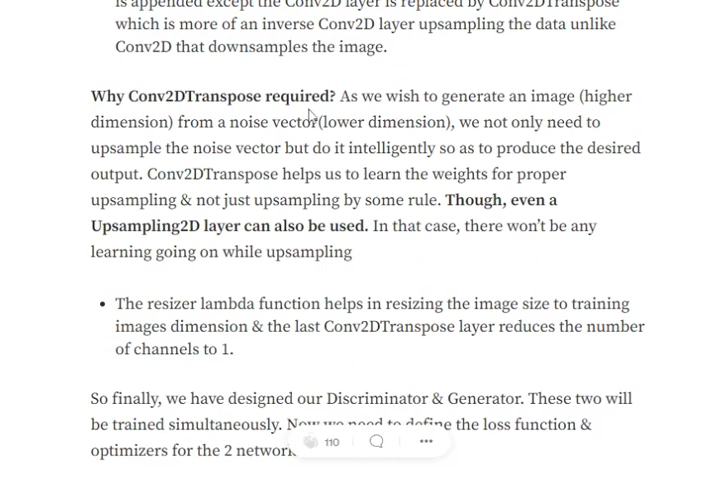 is appended except the Conv2D layer is replaced by Conv2DTranspose
which is more of an inverse Conv2D layer upsampling the data unlike
Conv2D that downsamples the image.
Why Conv2DTranspose required? As we wish to generate an image (higher
dimension) from a noise vector(lower dimension), we not only need to
upsample the noise vector but do it intelligently so as to produce the desired
output. Conv2DTranspose helps us to learn the weights for proper
upsampling & not just upsampling by some rule. Though, even a
Upsampling2D layer can also be used. In that case, there won't be any
learning going on while upsampling
• The resizer lambda function helps in resizing the image size to training
images dimension & the last Conv2DTranspose layer reduces the number
of channels to 1.
So finally, we have designed our Discriminator & Generator. These two will
be trained simultaneously. Now we need to define the loss function &
optimizers for the 2 network
110